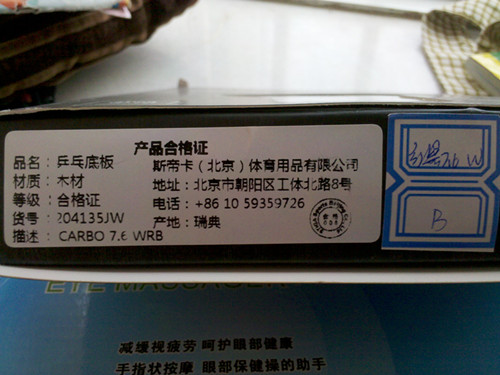 产品合格证
品名：乒乓底板
材质：木材
等级：合格证
货号：204135JW
描述：CARBO 7.6 WRB
斯帝卡（北京）体育用品有限公司
地址：北京市朝阳区工体北路8号
电话：+86 10 59359726
产地：瑞典
B
EYE MASSAGER
减缓视疲劳 呵护眼部健康
手指状按摩 眼部保健操的助手